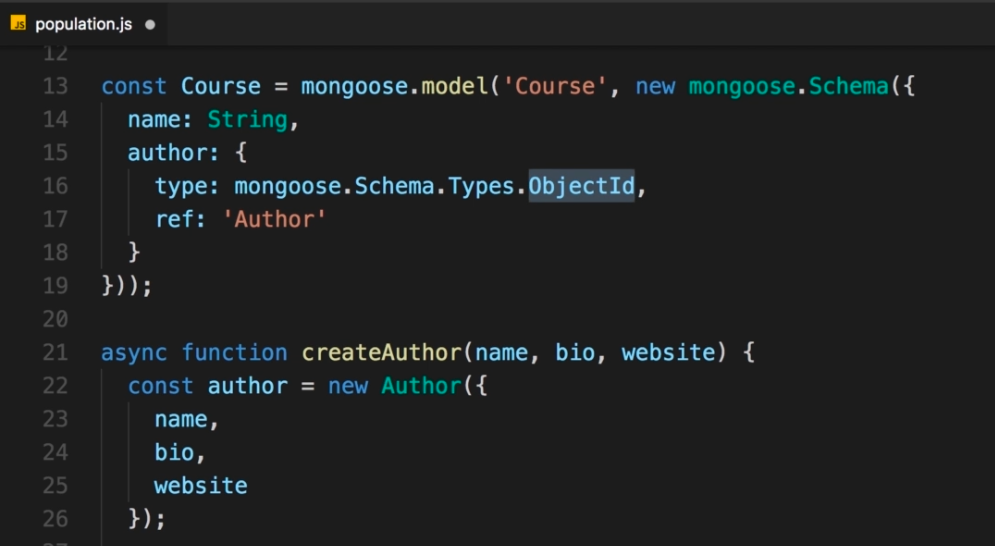 JS population.js
12
13 const Course = mongoose.model('Course', new mongoose.Schema({
14   name: String,
15   author: {
16     type: mongoose.Schema.Types.ObjectId,
17     ref: 'Author'
18   }
19 }));
20
21 async function createAuthor(name, bio, website) {
22   const author = new Author({
23     name,
24     bio,
25     website
26   });
27